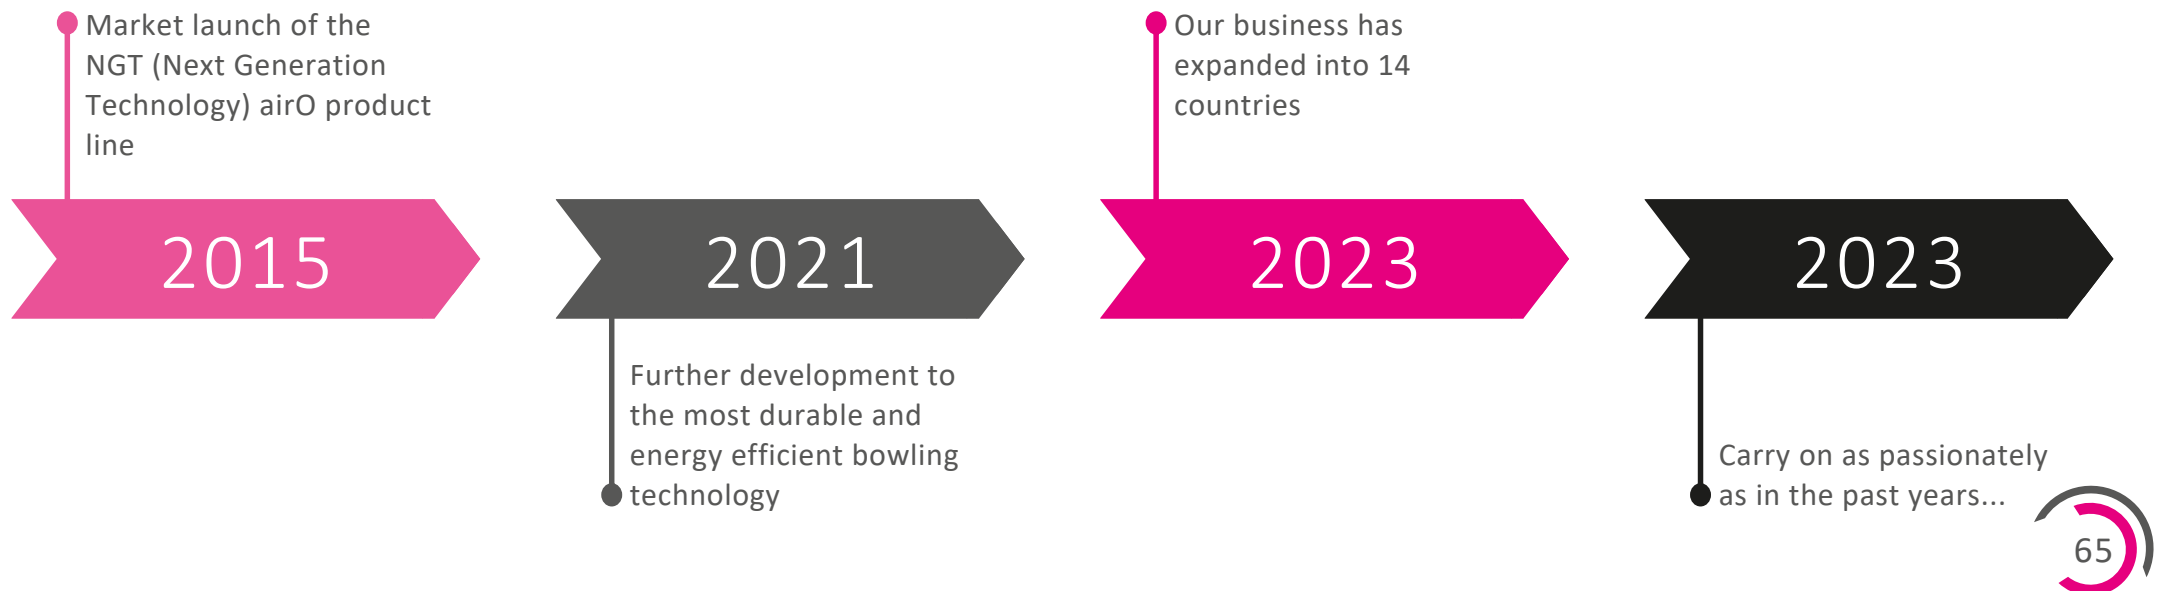 Market launch of the
NGT (Next Generation
Technology) airO product
line
2015
2021
Further development to
the most durable and
energy efficient bowling
technology
Our business has
expanded into 14
countries
2023
2023
Carry on as passionately
as in the past years...
65